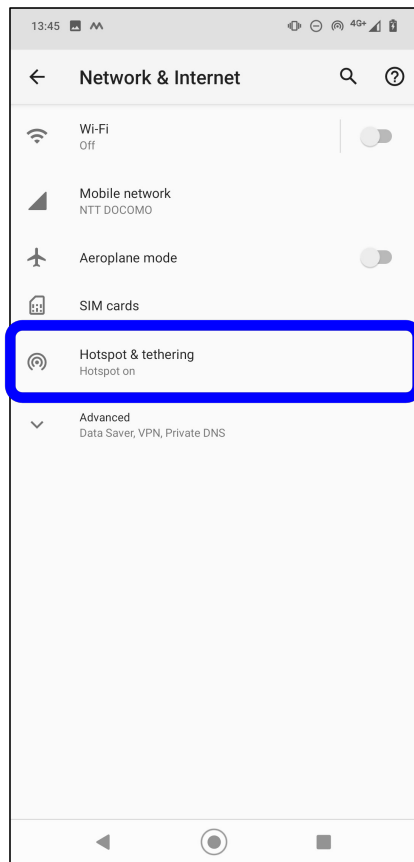 13:45 4G+
Network & Internet
Wi-Fi
Off
Mobile network
NTT DOCOMO
Aeroplane mode
SIM cards
Hotspot & tethering
Hotspot on
Advanced
Data Saver, VPN, Private DNS